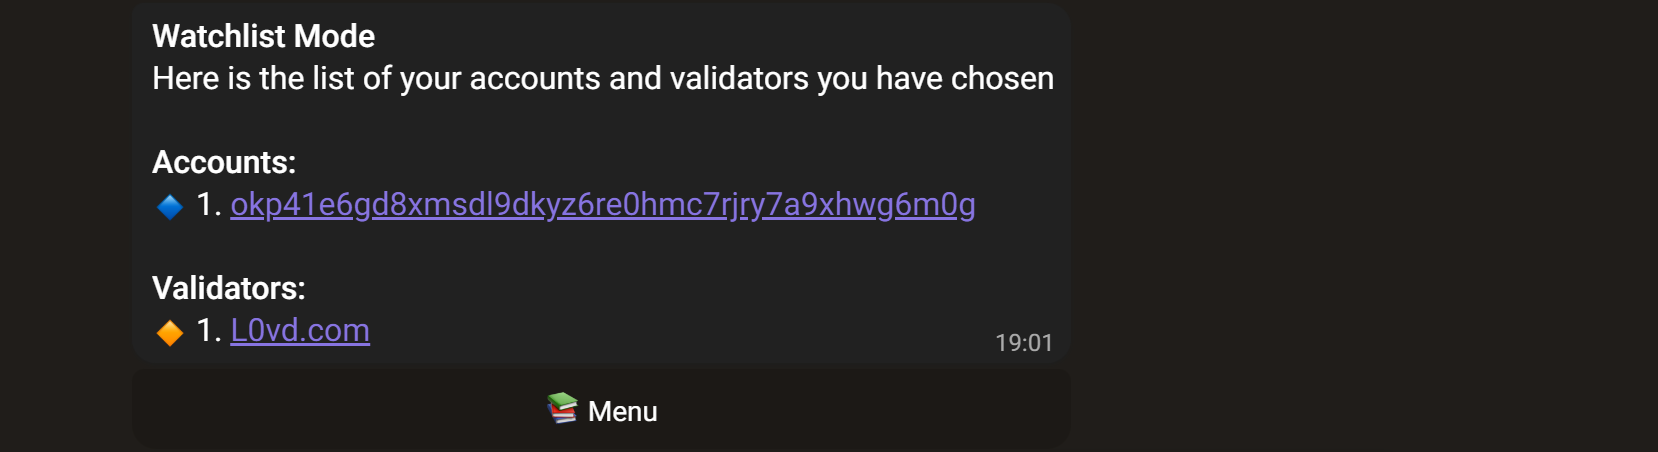 Watchlist Mode
Here is the list of your accounts and validators you have chosen
Accounts:
🔷 1. okp41e6gd8xmsdl9dkyz6re0hmc7rjry7a9xhwg6m0g
Validators:
🔶 1. L0vd.com
19:01
📚 Menu